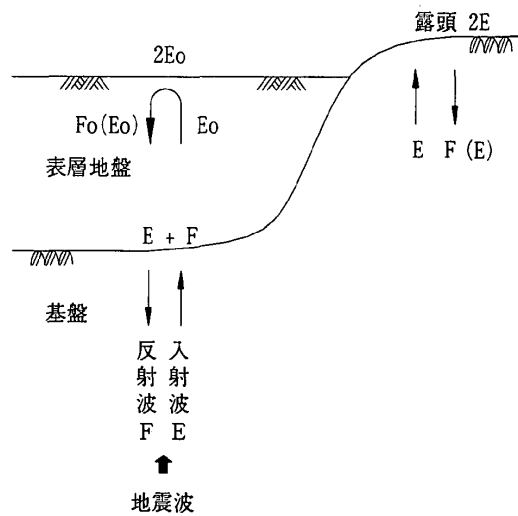 露頭 2E
2Eo
Fo(Eo) Eo
E F (E)
表層地盤
E + F
基盤
反射波 F
入射波 E
地震波